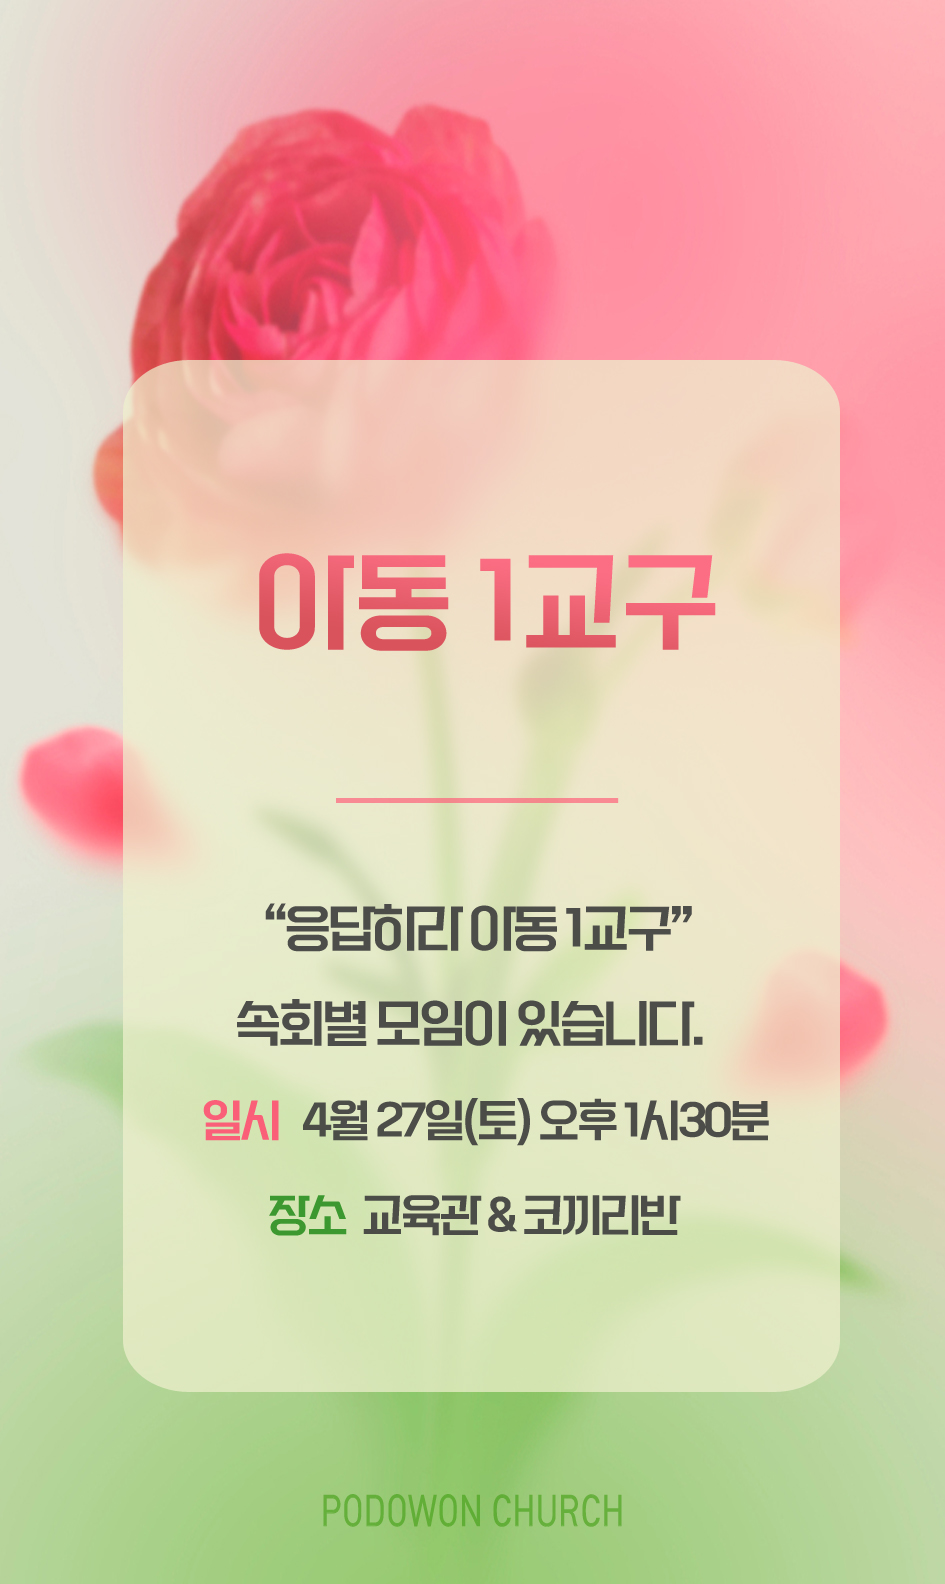 아동 1교구
“응답하라 아동 1교구”
속회별 모임이 있습니다.
일시 4월 27일(토) 오후 1시30분
장소 교육관 & 코끼리반
PODOWON CHURCH